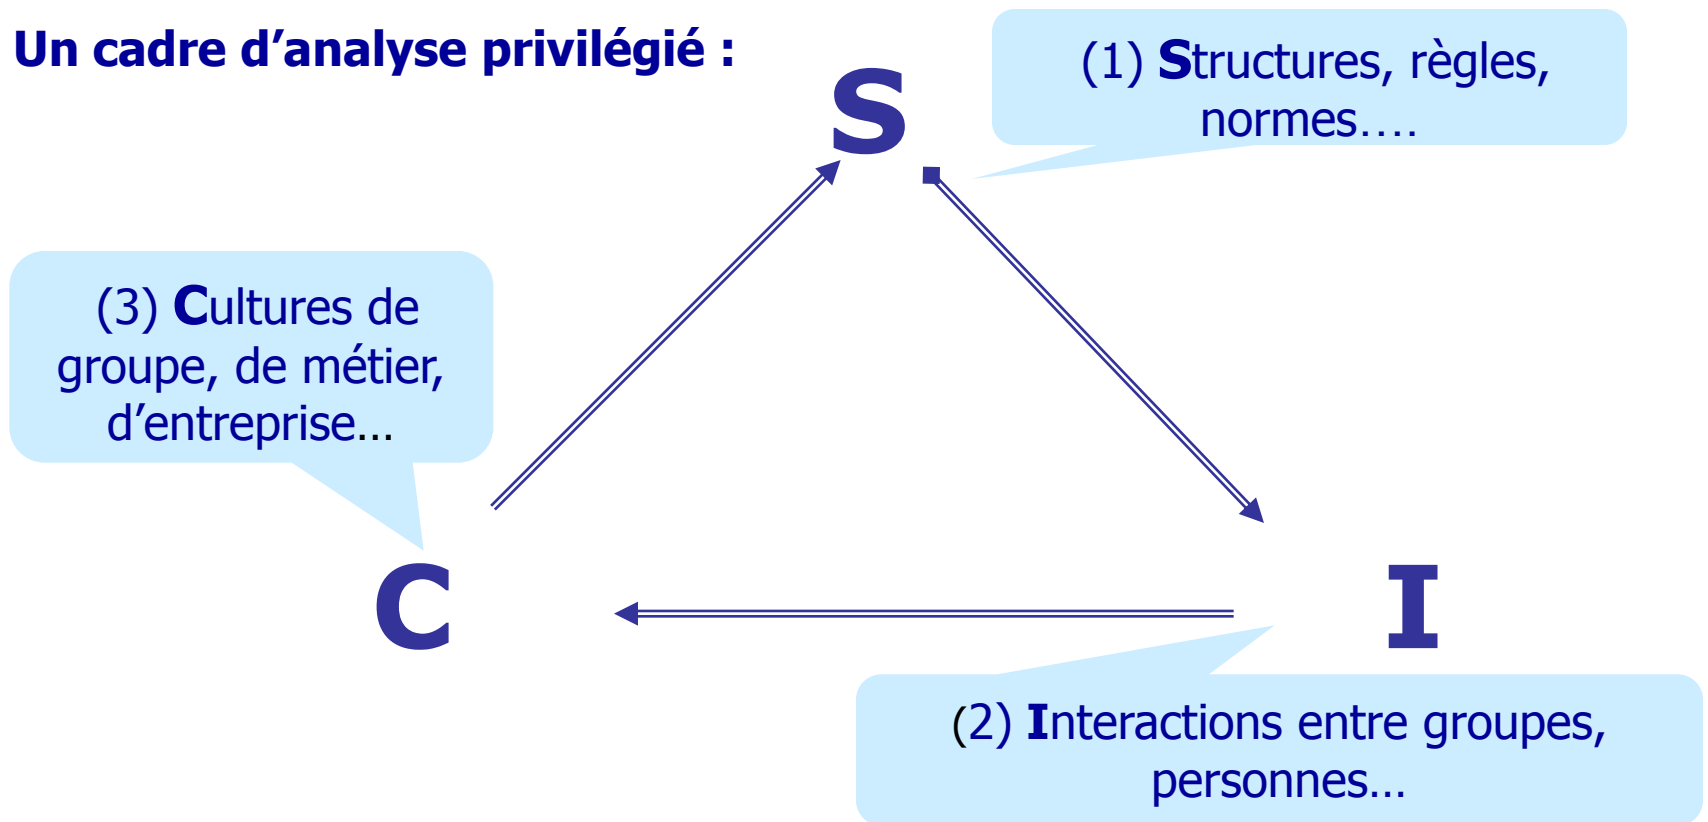 Un cadre d’analyse privilégié :
S
(1) Structures, règles,
normes….
(3) Cultures de
groupe, de métier,
d’entreprise…
C
I
(2) Interactions entre groupes,
personnes…